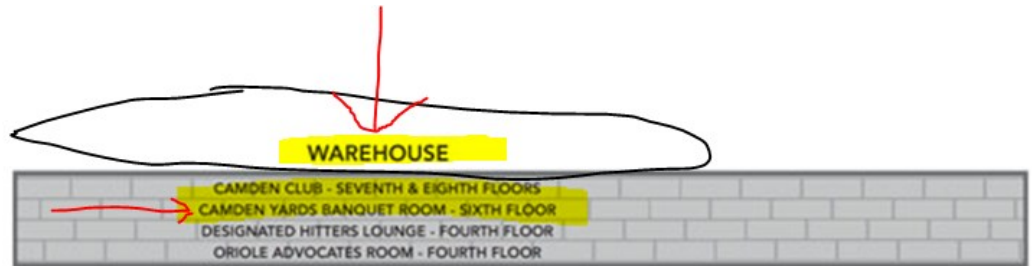 WAREHOUSE
CAMDEN CLUB - SEVENTH & EIGHTH FLOORS
CAMDEN YARDS BANQUET ROOM - SIXTH FLOOR
DESIGNATED HITTERS LOUNGE - FOURTH FLOOR
ORIOLE ADVOCATES ROOM - FOURTH FLOOR